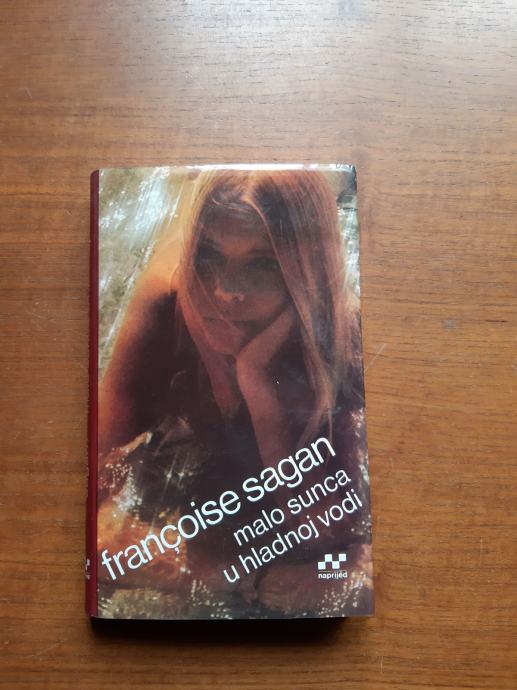 françoise sagan
malo sunca
u hladnoj vodi
naprijed